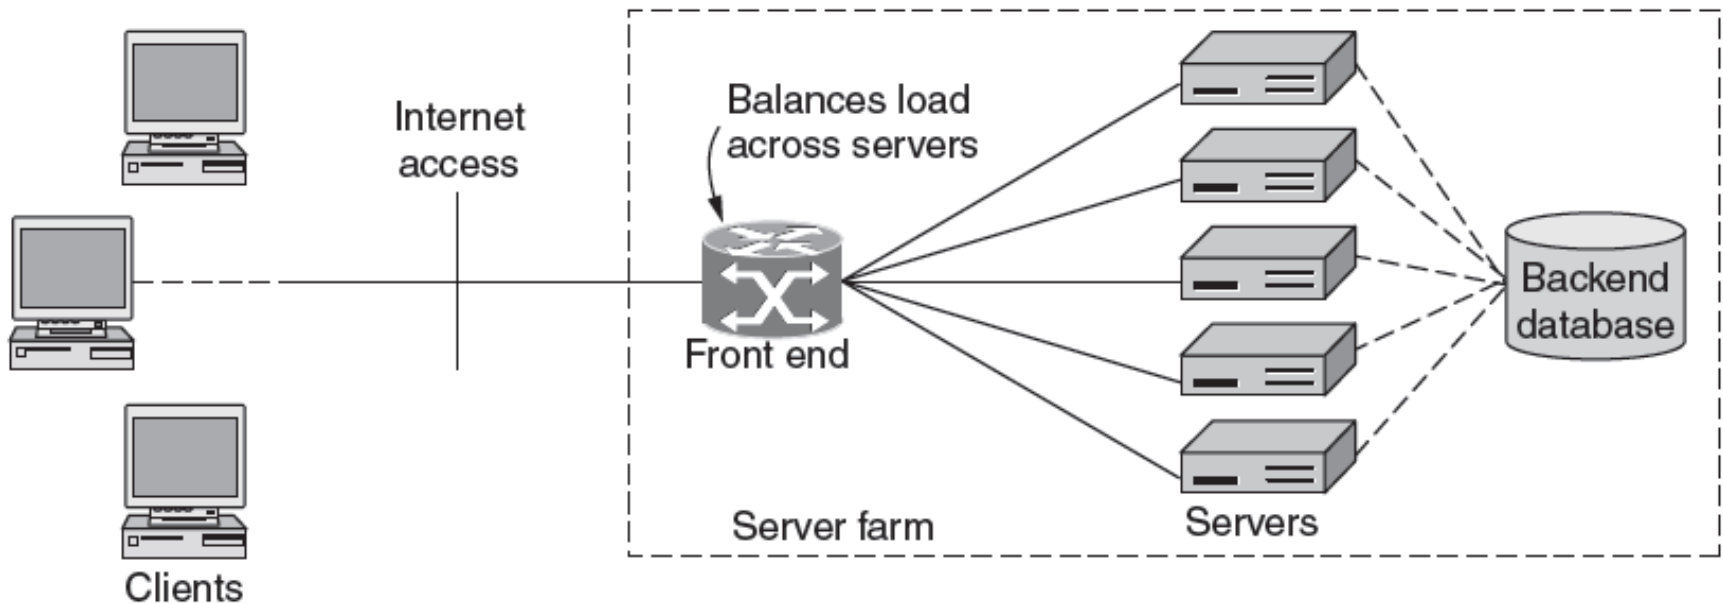 Internet
access
Balances load
across servers
Front end
Backend
database
Server farm
Servers
Clients